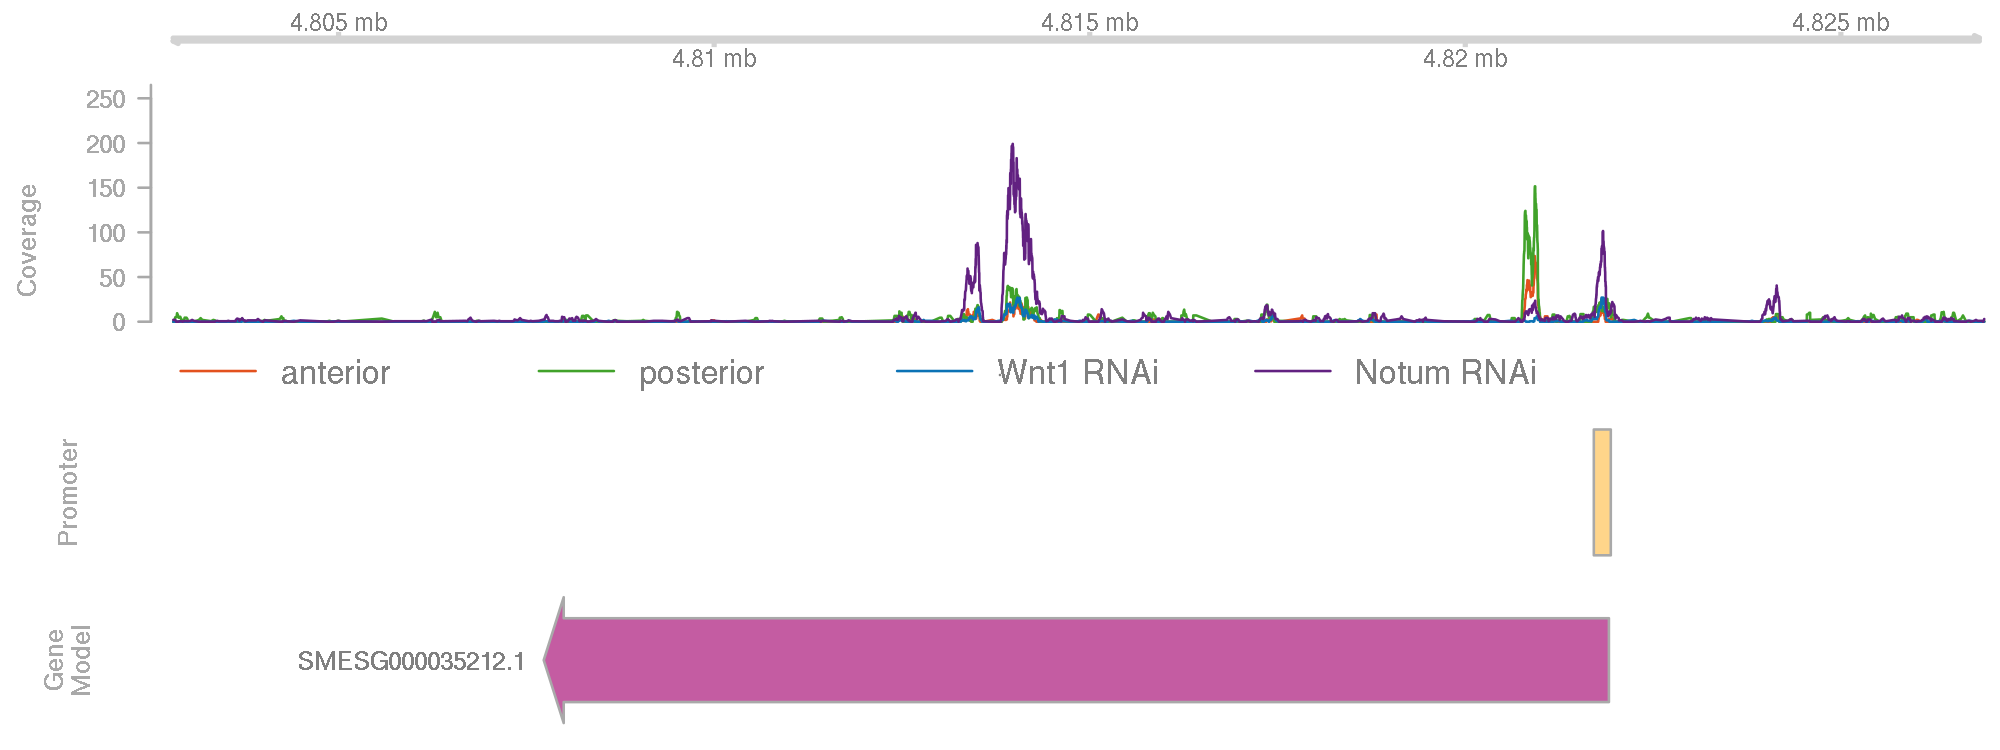 4.805 mb 4.815 mb 4.825 mb
4.81 mb 4.82 mb
250
200
150
100
50
0
Coverage
anterior posterior Wnt1 RNAi Notum RNAi
Promoter
Gene
Model
SMESG000035212.1